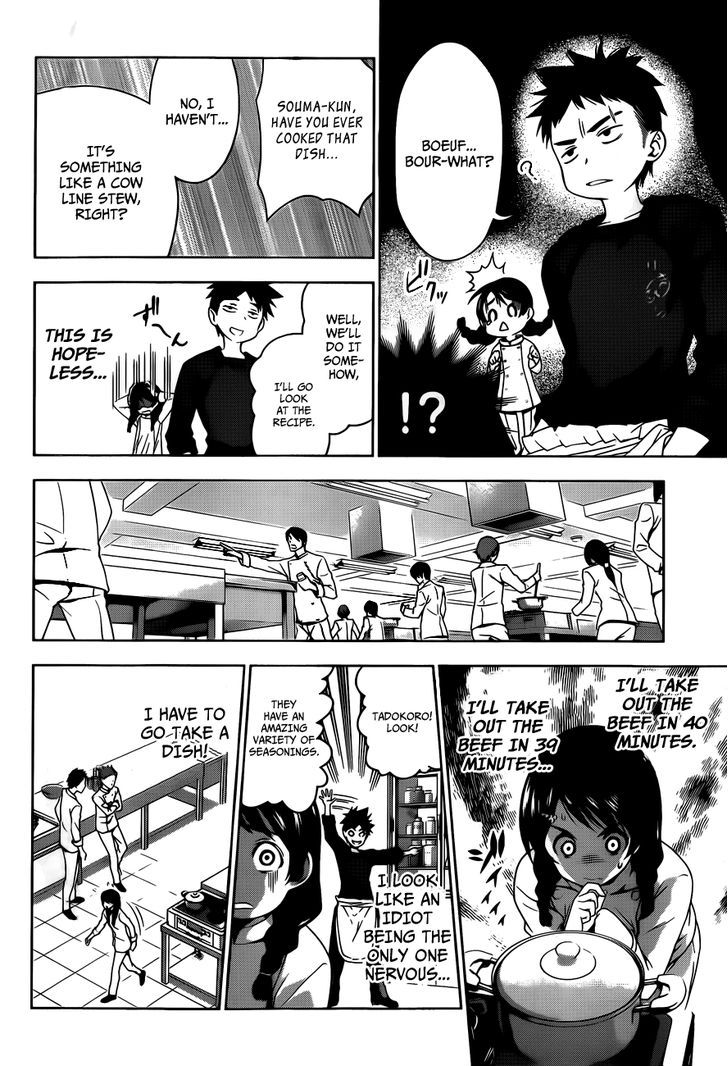 BOEUF...
BOUR-WHAT?
?
ビクッ
!?
SOUMA-KUN,
HAVE YOU EVER
COOKED THAT
DISH...
NO, I
HAVEN'T...
IT'S
SOMETHING
LIKE A COW
LINE STEW,
RIGHT?
WELL,
WE'LL
DO IT
SOME-
HOW,
I'LL GO
LOOK
AT THE
RECIPE.
THIS IS
HOPE-
LESS...
I'LL TAKE
OUT THE
BEEF IN 40
MINUTES.
I'LL TAKE
OUT THE
BEEF IN 39
MINUTES...
TADOKORO!
LOOK!
THEY
HAVE AN
AMAZING
VARIETY OF
SEASONINGS.
I LOOK
LIKE AN
IDIOT
BEING THE
ONLY ONE
NERVOUS...
I HAVE TO
GO TAKE A
DISH!